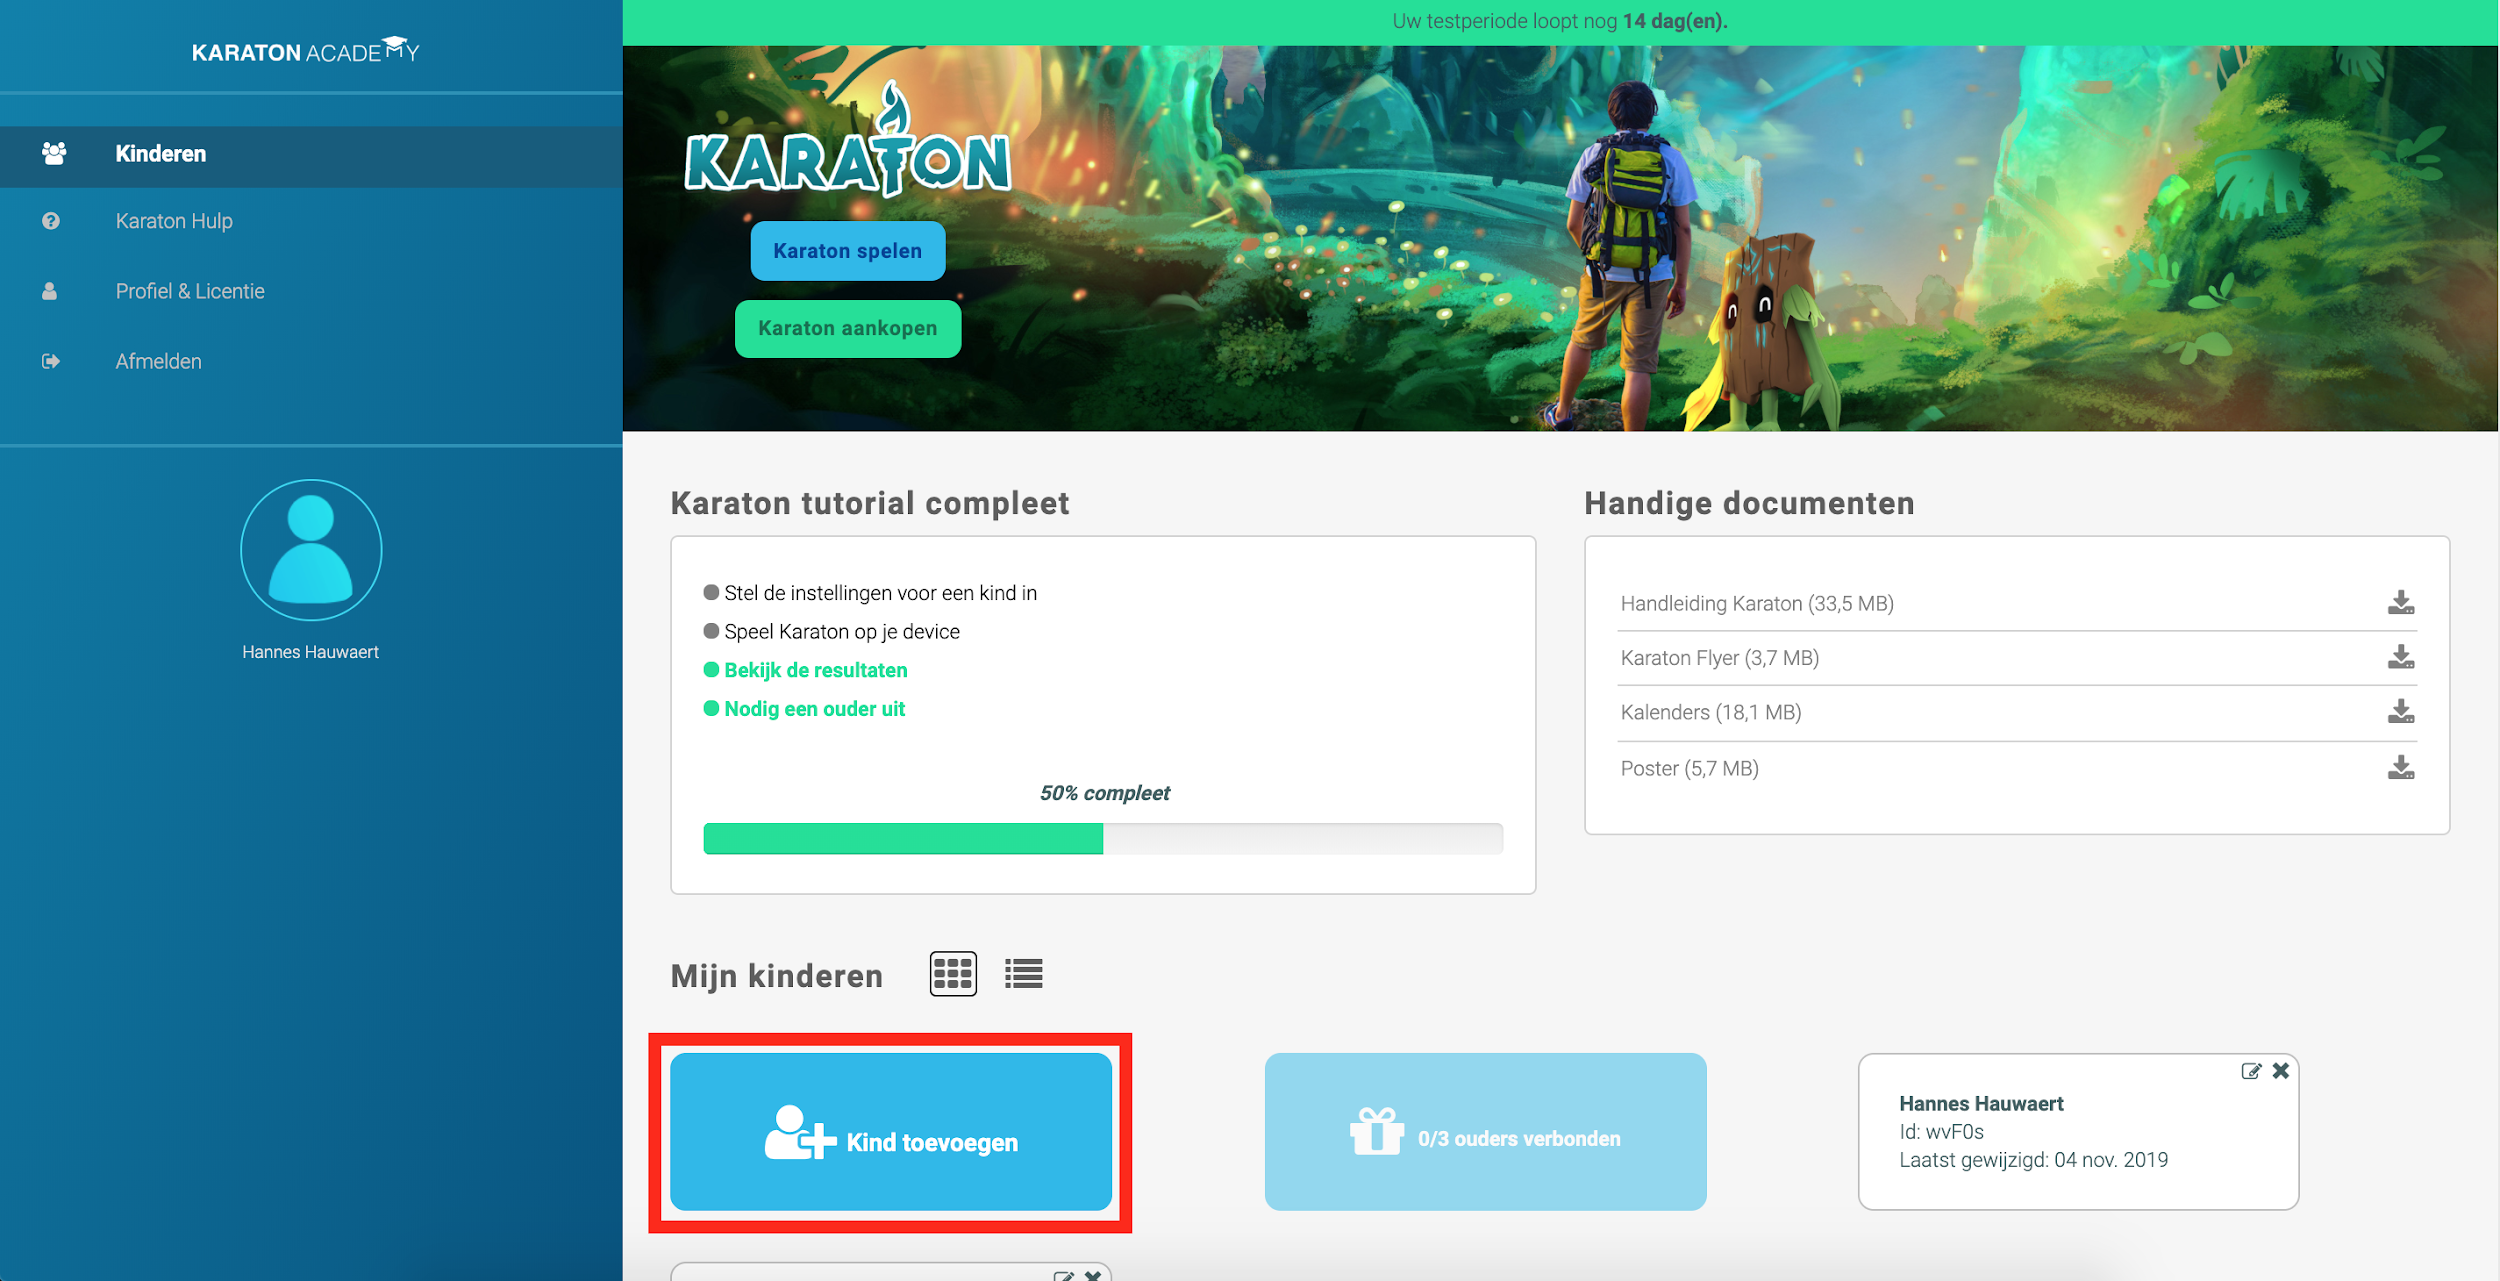 KARATON ACADEMY
Kinderen
Karaton Hulp
Profiel & Licentie
Afmelden
Hannes Hauwaert
Uw testperiode loopt nog 14 dag(en).
KARATON
Karaton spelen
Karaton aankopen
Karaton tutorial compleet
Stel de instellingen voor een kind in
Speel Karaton op je device
Bekijk de resultaten
Nodig een ouder uit
50% compleet
Handige documenten
Handleiding Karaton (33,5 MB)
Karaton Flyer (3,7 MB)
Kalenders (18,1 MB)
Poster (5,7 MB)
Mijn kinderen
Kind toevoegen
0/3 ouders verbonden
Hannes Hauwaert
Id: wvF0s
Laatst gewijzigd: 04 nov. 2019